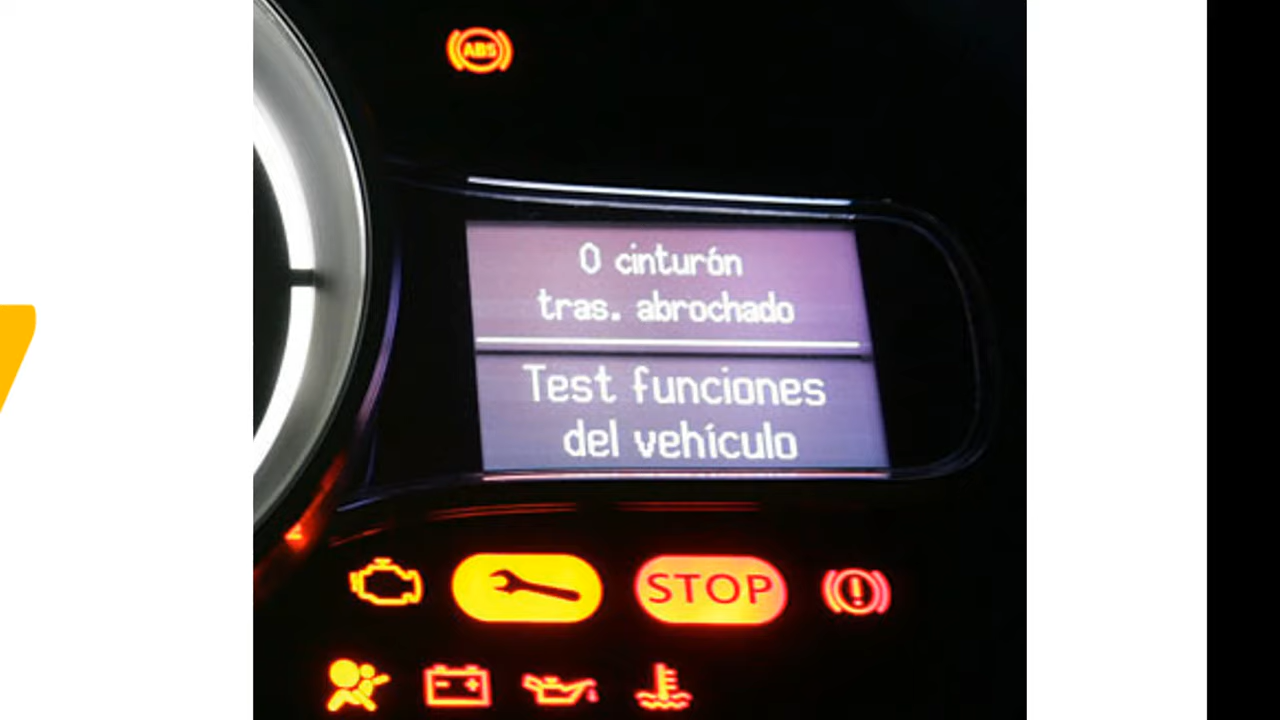 ABS
0 cinturón
tras. abrochado
Test funciones
del vehículo
STOP